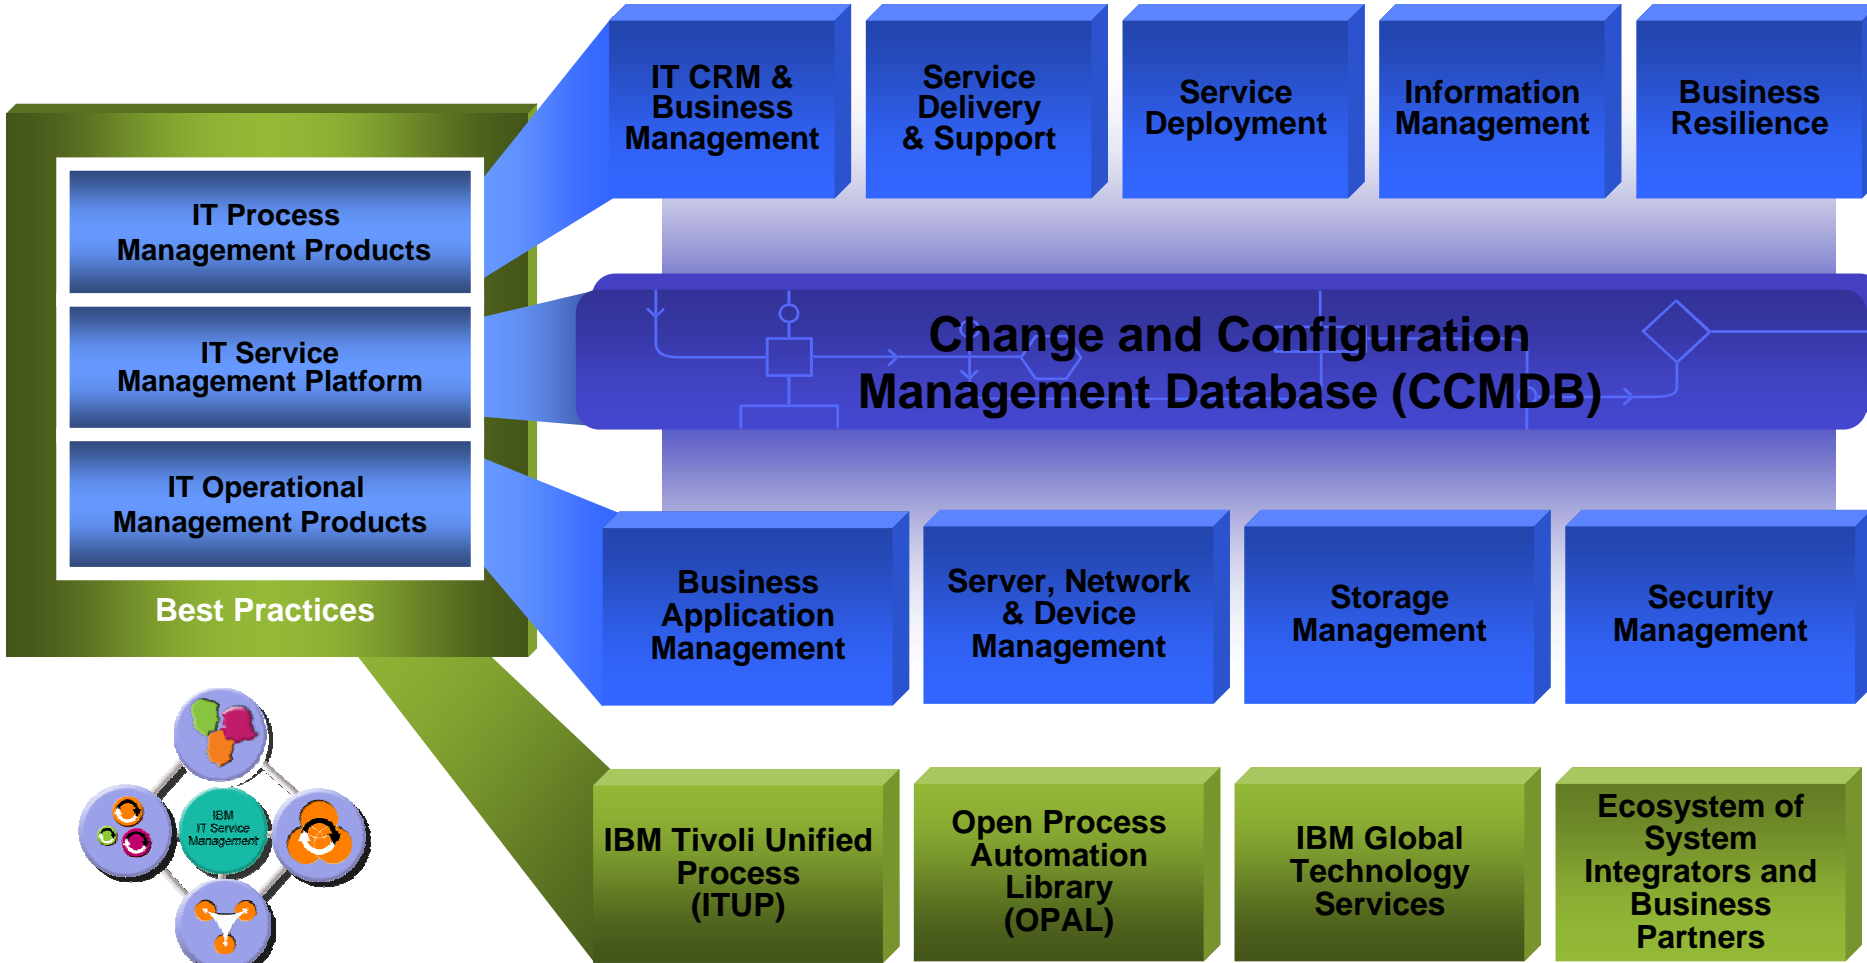 IT CRM &
Business
Management
Service
Delivery
& Support
Service
Deployment
Information
Management
Business
Resilience
IT Process
Management Products
IT Service
Management Platform
IT Operational
Management Products
Best Practices
Change and Configuration
Management Database (CCMDB)
Business
Application
Management
Server, Network
& Device
Management
Storage
Management
Security
Management
IBM
IT Service
Management
IBM Tivoli Unified
Process
(ITUP)
Open Process
Automation
Library
(OPAL)
IBM Global
Technology
Services
Ecosystem of
System
Integrators and
Business
Partners